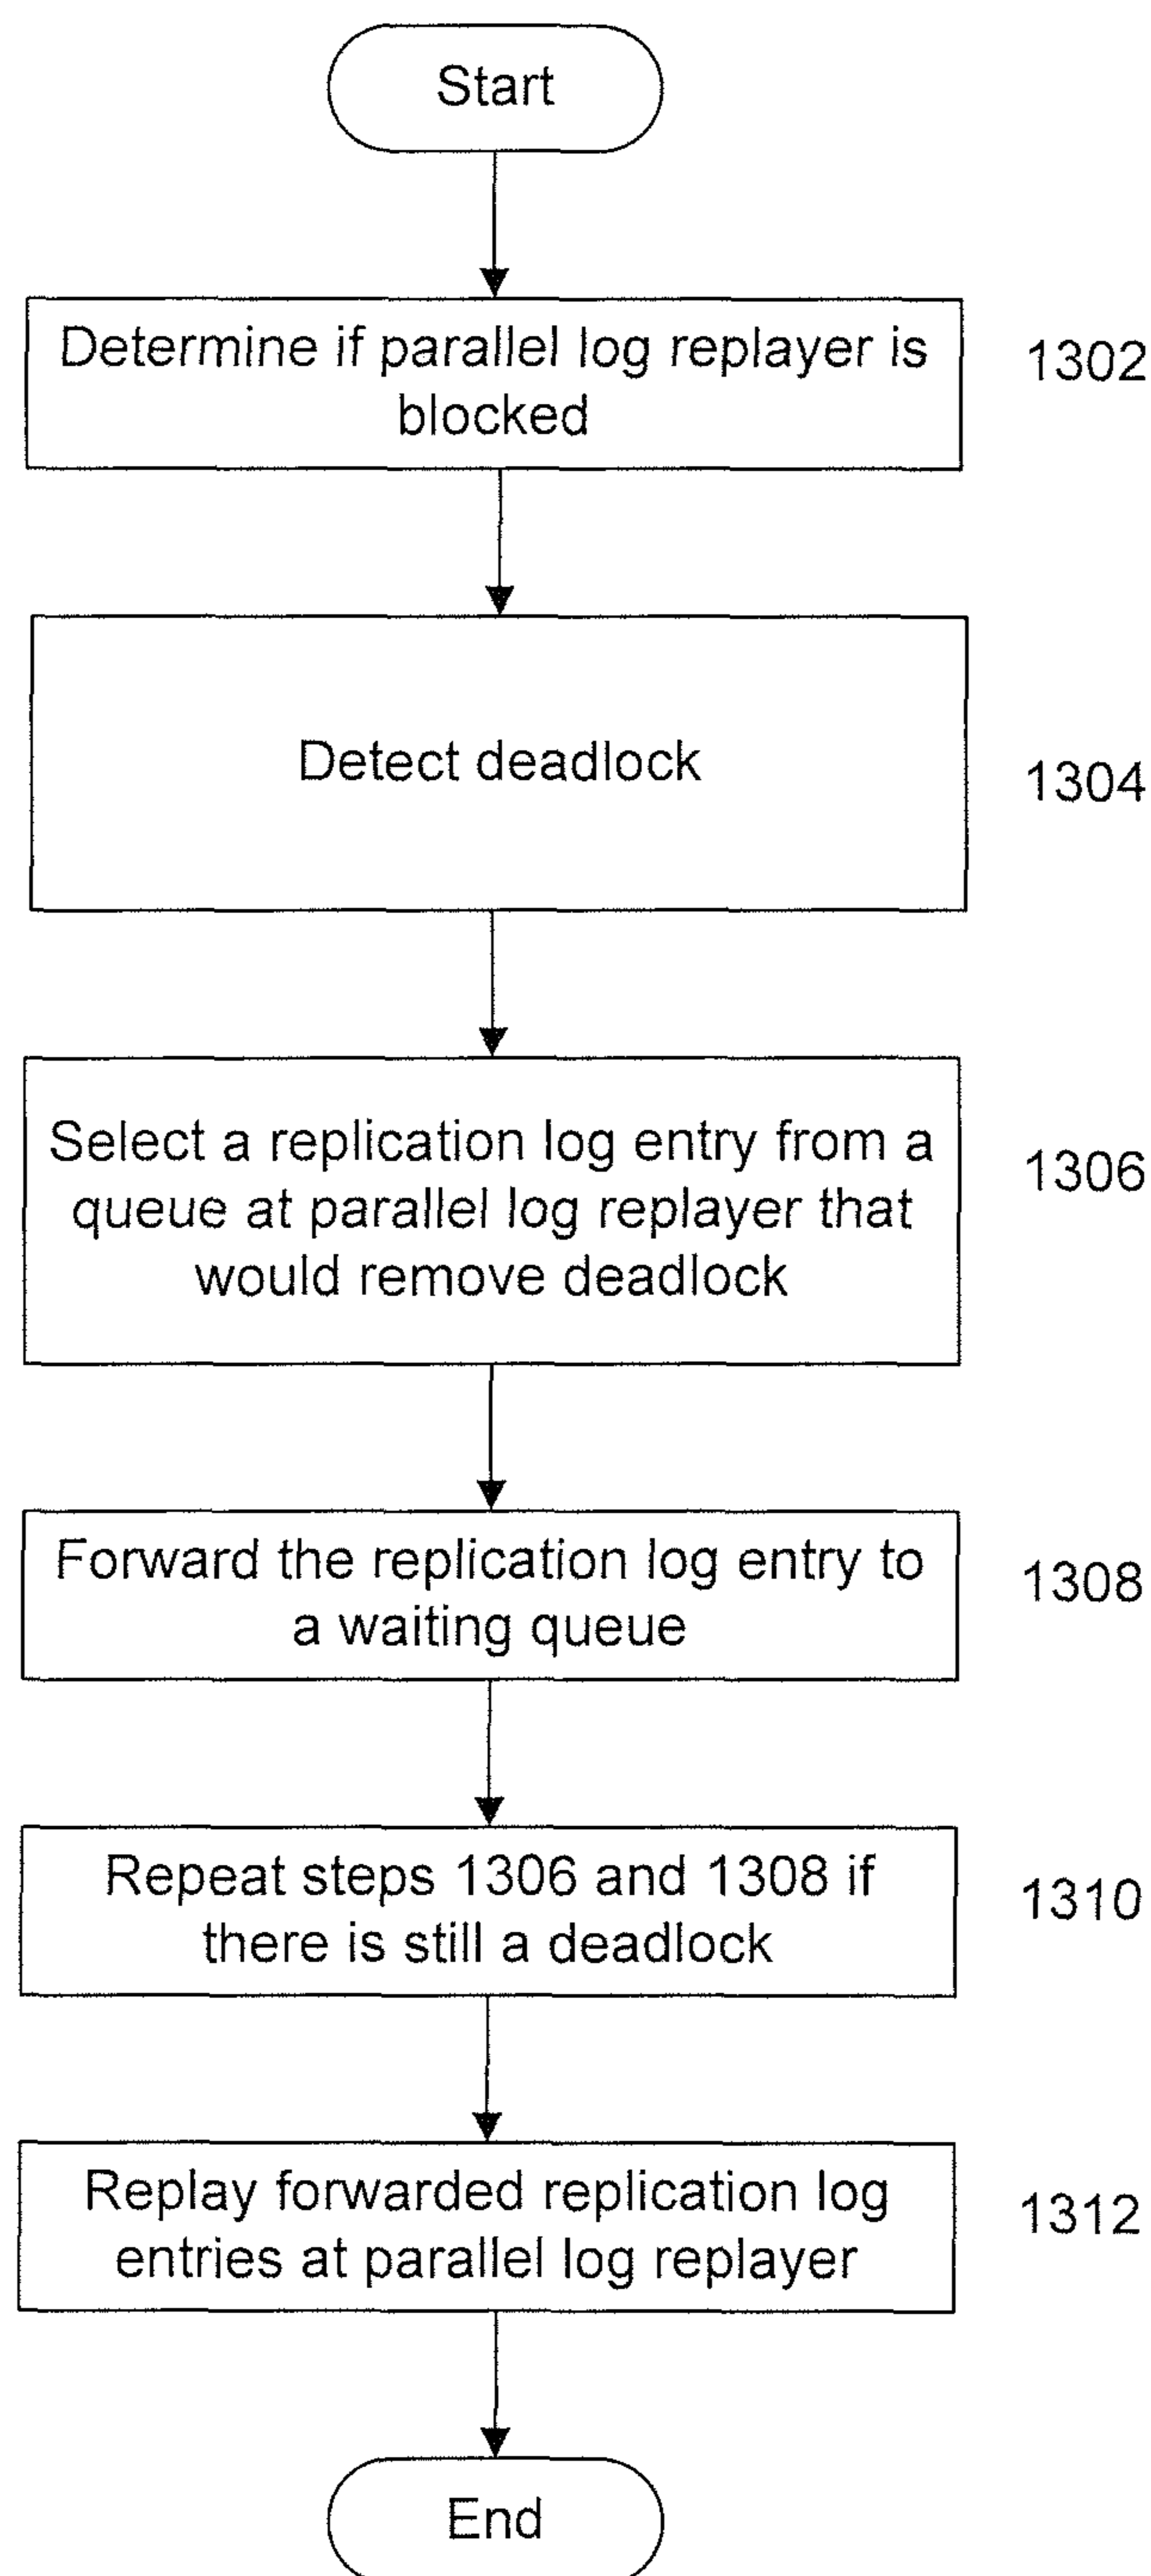 Start
Determine if parallel log replayer is
blocked
1302
Detect deadlock
1304
Select a replication log entry from a
queue at parallel log replayer that
would remove deadlock
1306
Forward the replication log entry to
a waiting queue
1308
Repeat steps 1306 and 1308 if
there is still a deadlock
1310
Replay forwarded replication log
entries at parallel log replayer
1312
End